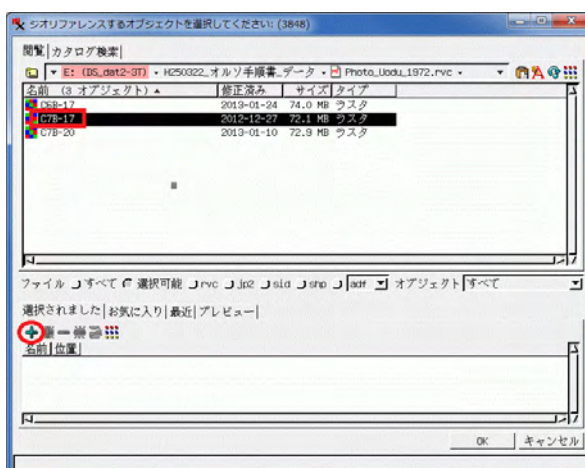 ジオリファレンスするオブジェクトを選択してください: (3848)
閲覧 カタログ検索
E: (DS_dat2-3T) H250322_オルソ手順書_データ Photo_Uodu_1972.rvc
名前 (3 オブジェクト) 修正済み サイズ タイプ
C6B-17 2013-01-24 74.0 MB ラスタ
C7B-17 2012-12-27 72.1 MB ラスタ
C7B-20 2013-01-10 72.9 MB ラスタ
ファイル すべて 選択可能 rvc jp2 sid shp adf オブジェクト すべて
選択されました お気に入り 最近 プレビュー
名前 位置
OK キャンセル